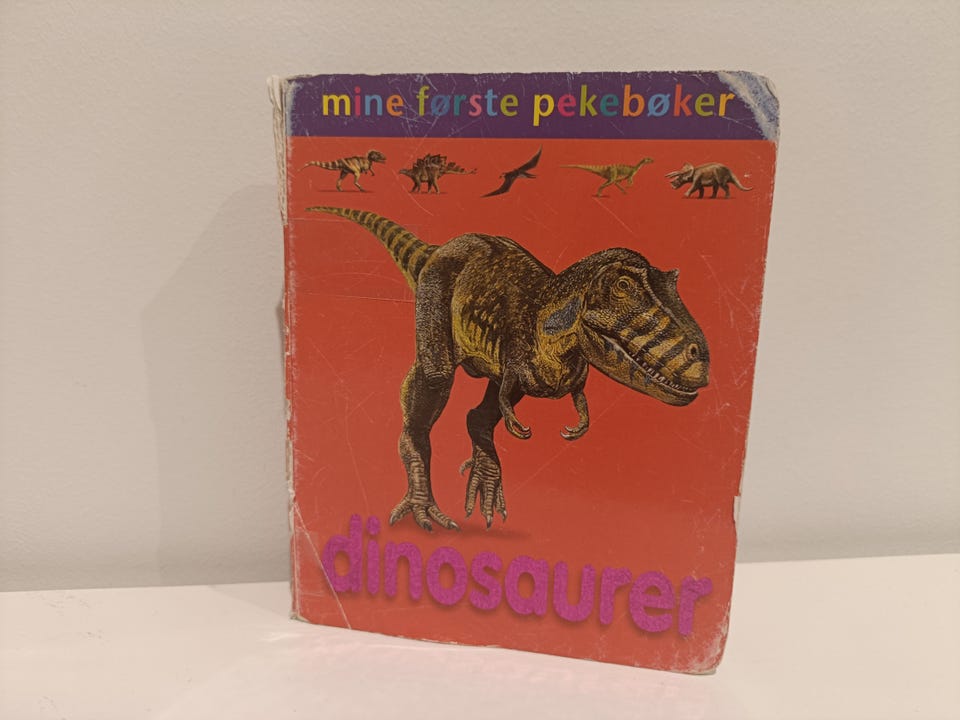 mine første pekebøker
dinosaurer